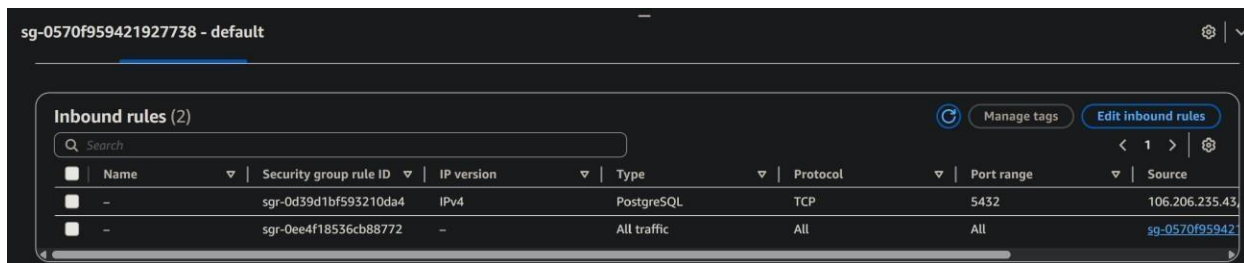 sg-0570f959421927738 - default
Inbound rules (2)
Manage tags
Edit inbound rules
Search
1
Name Security group rule ID IP version Type Protocol Port range Source
– sgr-0d39d1bf593210da4 IPv4 PostgreSQL TCP 5432 106.206.235.43,
– sgr-0ee4f18536cb88772 – All traffic All All sg-0570f95942